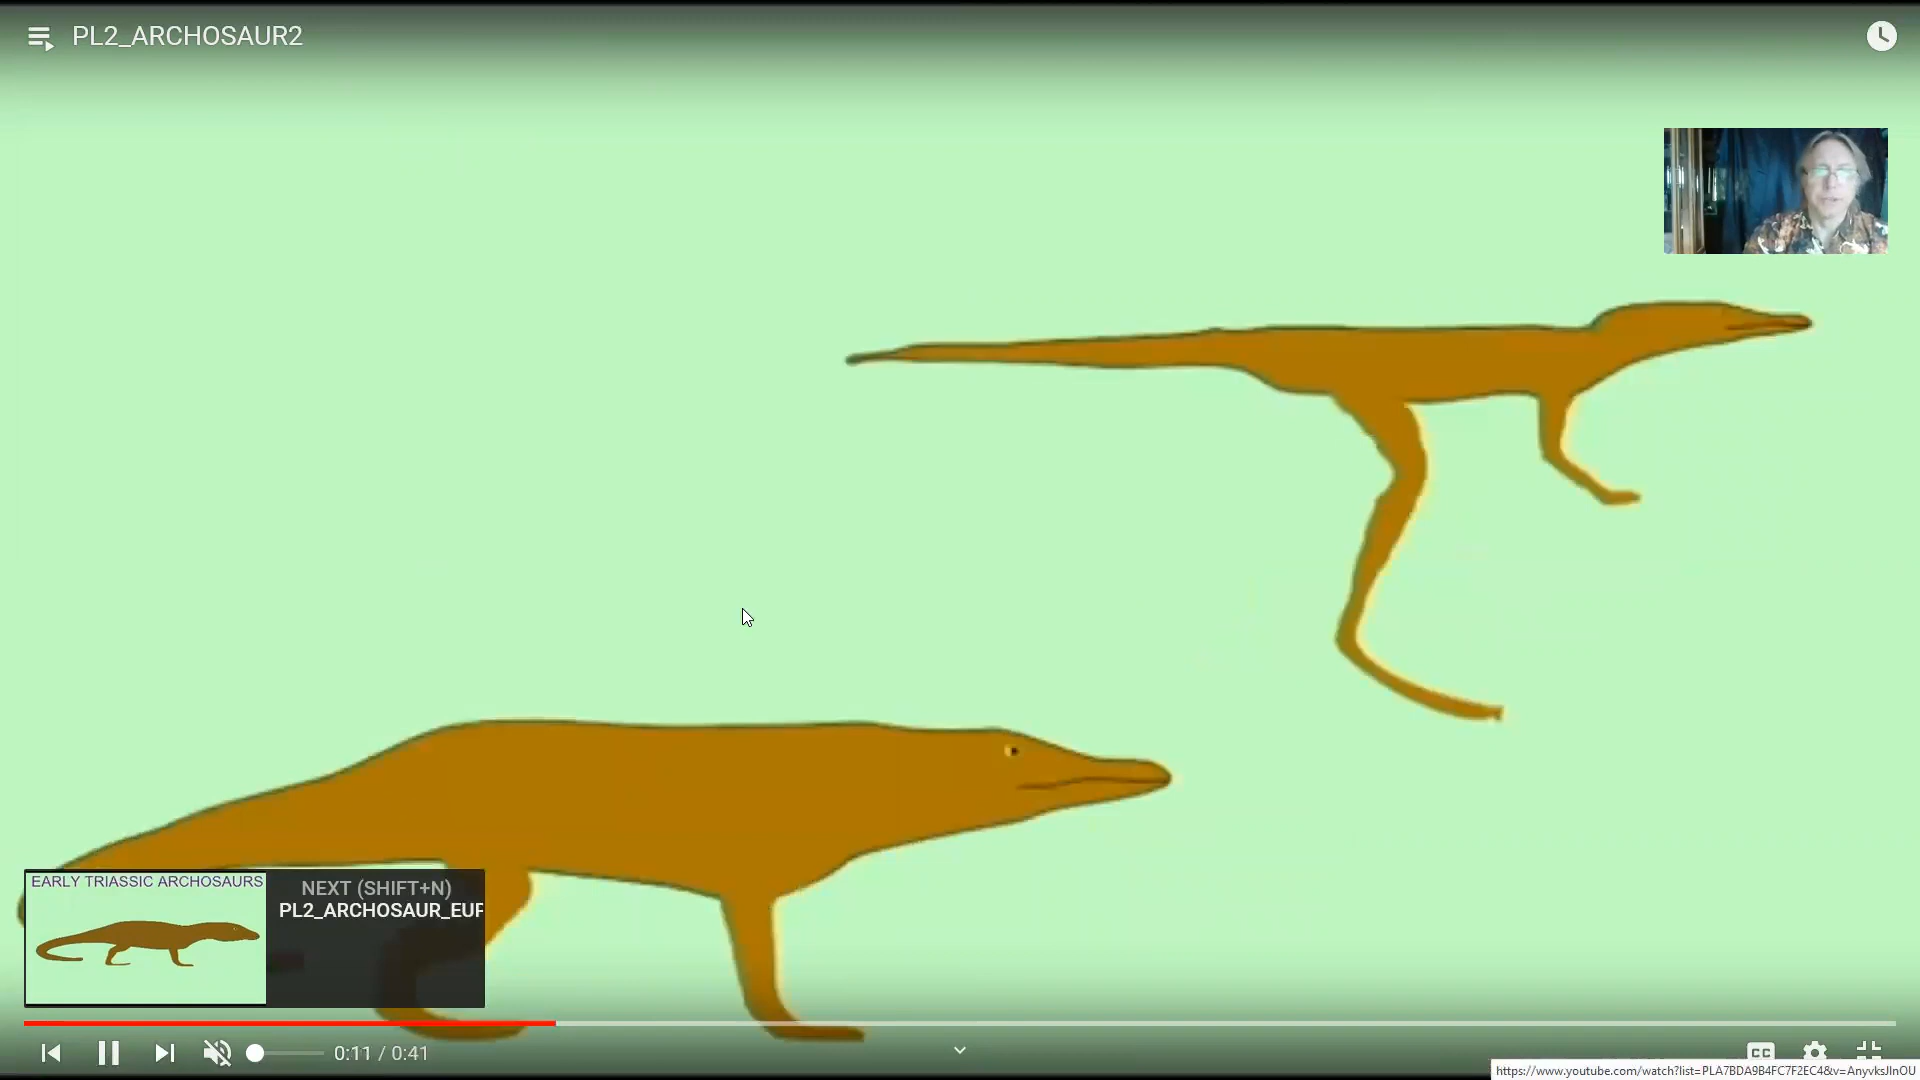 PL2_ARCHOSAUR2
EARLY TRIASSIC ARCHOSAURS
NEXT (SHIFT+N)
PL2_ARCHOSAUR_EUF
0:11 / 0:41
CC
https://www.youtube.com/watch?list=PLA7BDA9B4FC7F2EC4&v=AnyvksJlnOU